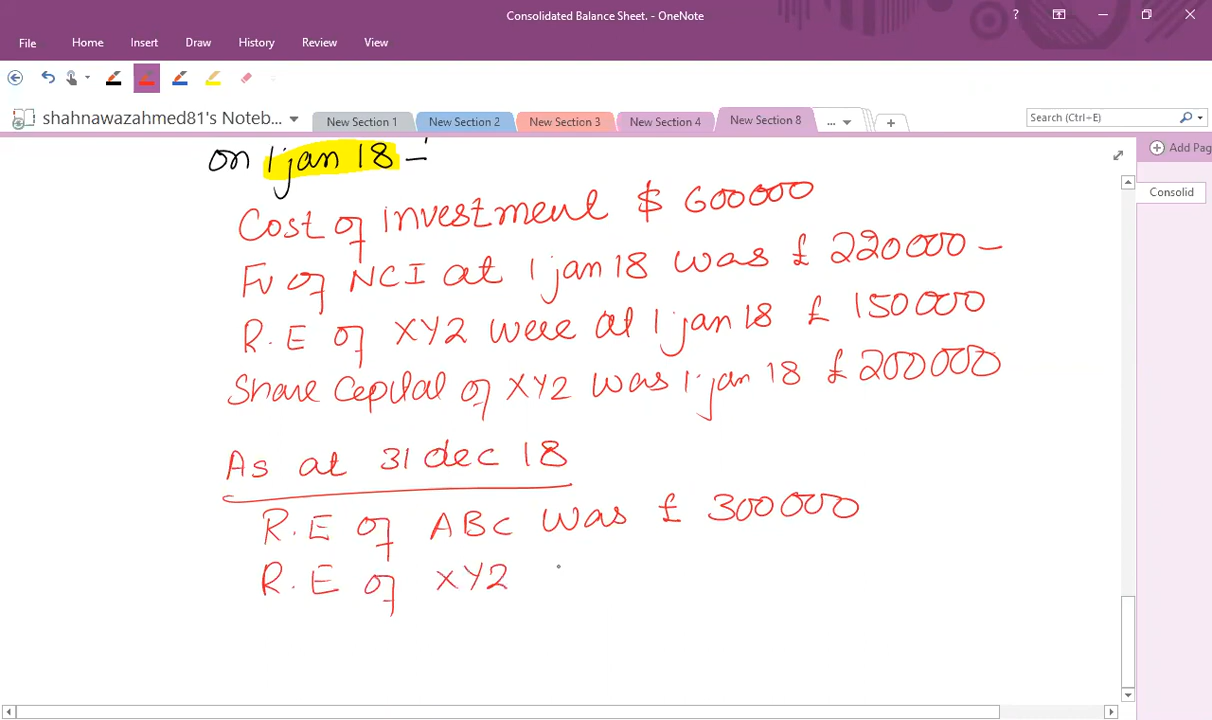 Consolidated Balance Sheet. - OneNote
File Home Insert Draw History Review View
shahnawazahmed81's Noteb... New Section 1 New Section 2 New Section 3 New Section 4 New Section 8 ... Search (Ctrl+E)
Add Pag
Consolid
on 1 jan 18 -
Cost of investment $ 600000
Fv of NCI at 1 jan 18 was £ 220000 -
R.E of XYZ were at 1 jan 18 £ 150000
Share Capital of XYZ was 1 jan 18 £ 200000
As at 31 dec 18
R.E of ABC was £ 300000
R.E of XYZ